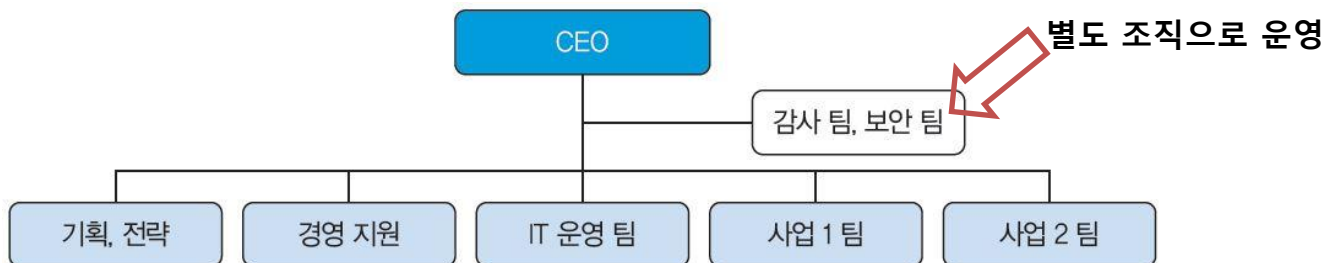 CEO
별도 조직으로 운영
감사 팀, 보안 팀
기획, 전략
경영 지원
IT 운영 팀
사업 1 팀
사업 2 팀